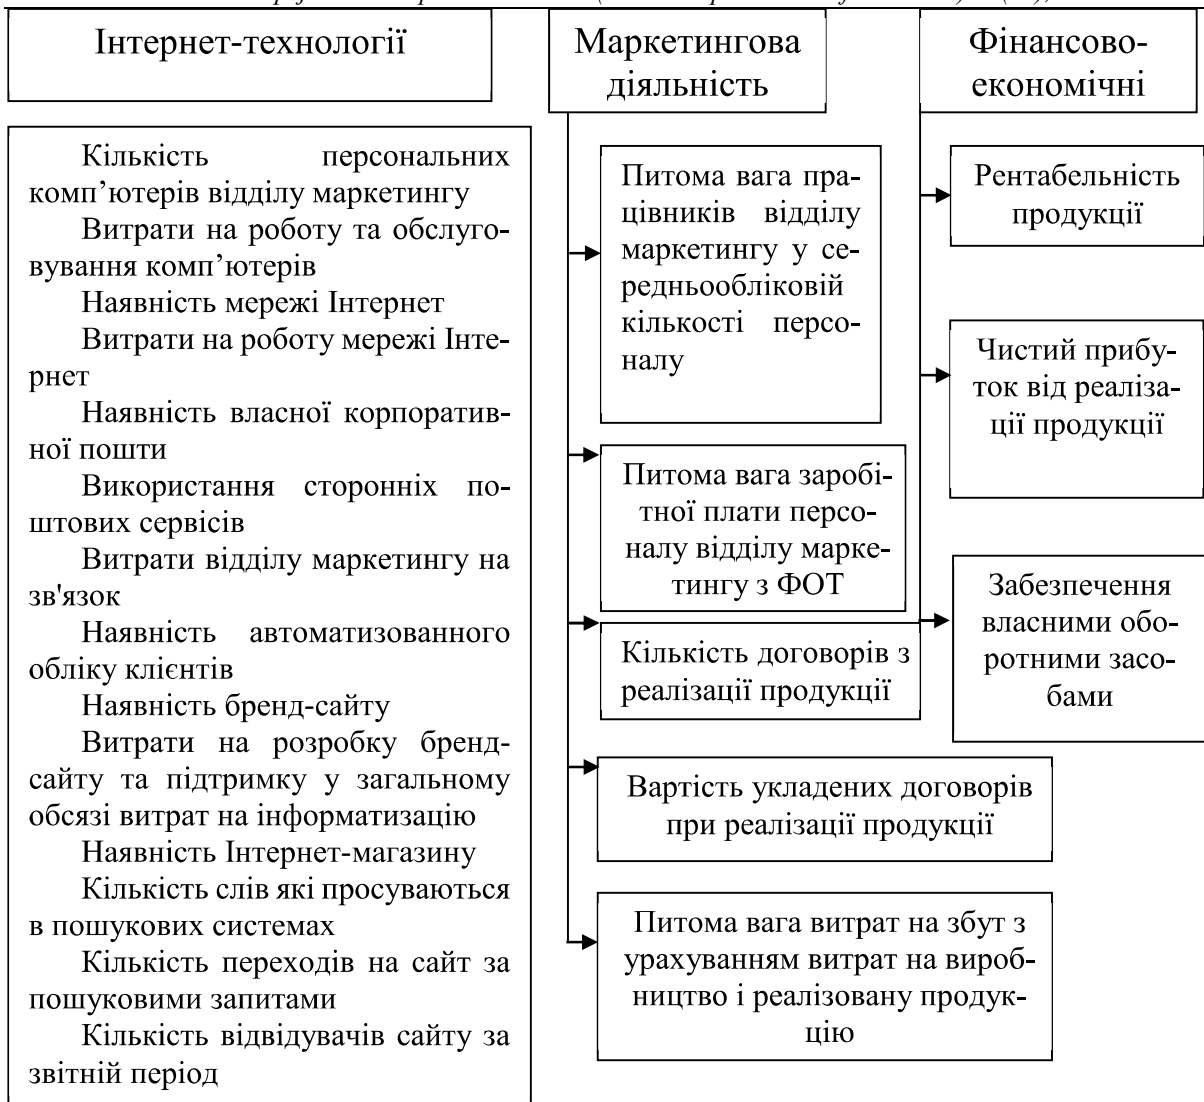 Інтернет-технології
Кількість персональних
комп’ютерів відділу маркетингу
Витрати на роботу та обслуго-
вування комп’ютерів
Наявність мережі Інтернет
Витрати на роботу мережі Інте-
рнет
Наявність власної корпоратив-
ної пошти
Використання сторонніх по-
штових сервісів
Витрати відділу маркетингу на
зв'язок
Наявність автоматизованного
обліку клієнтів
Наявність бренд-сайту
Витрати на розробку бренд-
сайту та підтримку у загальному
обсязі витрат на інформатизацію
Наявність Інтернет-магазину
Кількість слів які просуваються
в пошукових системах
Кількість переходів на сайт за
пошуковими запитами
Кількість відвідувачів сайту за
звітній період
Маркетингова
діяльність
Питома вага пра-
цівників відділу
маркетингу у се-
редньообліковій
кількості персо-
налу
Питома вага заробі-
тної плати персо-
налу відділу марке-
тингу з ФОТ
Кількість договорів з
реалізації продукції
Вартість укладених договорів
при реалізації продукції
Питома вага витрат на збут з
урахуванням витрат на вироб-
ництво і реалізовану продук-
цію
Фінансово-
економічні
Рентабельність
продукції
Чистий прибу-
ток від реаліза-
ції продукції
Забезпечення
власними обо-
ротними засо-
бами